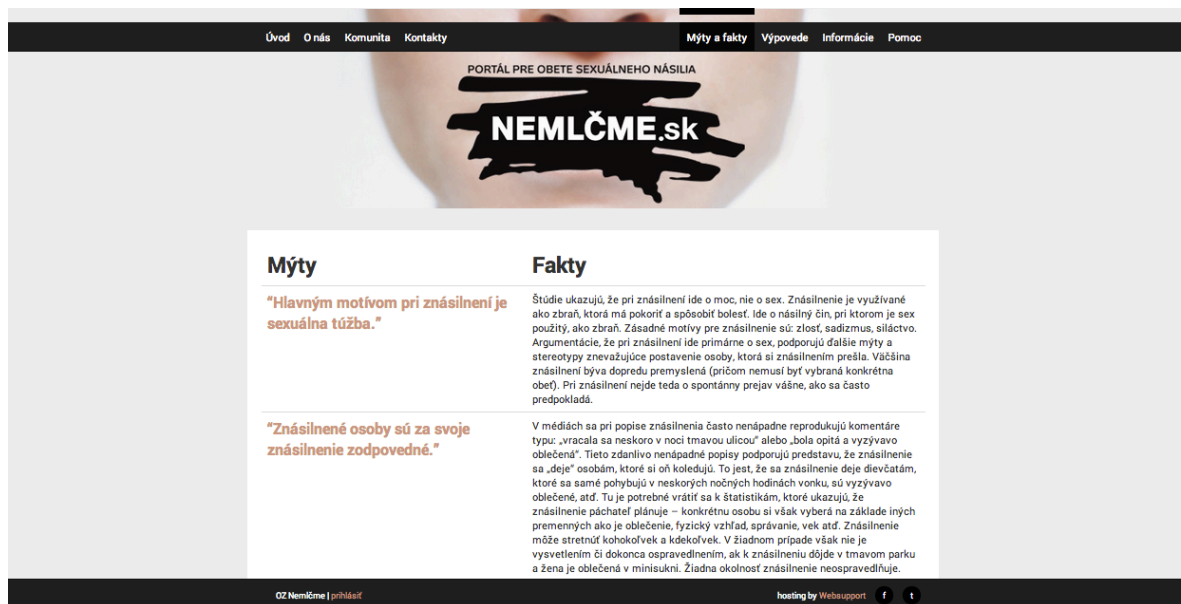 Úvod O nás Komunita Kontakty Mýty a fakty Výpovede Informácie Pomoc
PORTÁL PRE OBETE SEXUÁLNEHO NÁSILIA
NEMLČME.sk
Mýty
Fakty
“Hlavným motívom pri znásilnení je
sexuálna túžba.”
Štúdie ukazujú, že pri znásilnení ide o moc, nie o sex. Znásilnenie je využívané
ako zbraň, ktorá má pokoriť a spôsobiť bolesť. Ide o násilný čin, pri ktorom je sex
použitý, ako zbraň. Zásadné motívy pre znásilnenie sú: zlosť, sadizmus, siláctvo.
Argumentácie, že pri znásilnení ide primárne o sex, podporujú ďalšie mýty a
stereotypy znevažujúce postavenie osoby, ktorá si znásilnením prešla. Väčšina
znásilnení býva dopredu premyslená (pričom nemusí byť vybraná konkrétna
obeť). Pri znásilnení nejde teda o spontánny prejav vášne, ako sa často
predpokladá.
“Znásilnené osoby sú za svoje
znásilnenie zodpovedné.”
V médiách sa pri popise znásilnenia často nenápadne reprodukujú komentáre
typu: „vracala sa neskoro v noci tmavou ulicou” alebo „bola opitá a vyzývavo
oblečená”. Tieto zdanlivo nenápadné popisy podporujú predstavu, že znásilnenie
sa „deje” osobám, ktoré si oň koledujú. To jest, že sa znásilnenie deje dievčatám,
ktoré sa samé pohybujú v neskorých nočných hodinách vonku, sú vyzývavo
oblečené, atď. Tu je potrebné vrátiť sa k štatistikám, ktoré ukazujú, že
znásilnenie páchateľ plánuje – konkrétnu osobu si však vyberá na základe iných
premenných ako je oblečenie, fyzický vzhľad, správanie, vek atď. Znásilnenie
môže stretnúť kohokoľvek a kdekoľvek. V žiadnom prípade však nie je
vysvetlením či dokonca ospravedlnením, ak k znásilneniu dôjde v tmavom parku
a žena je oblečená v minisukni. Žiadna okolnosť znásilnenie neospravedlňuje.
OZ Nemlčme | prihlásiť
hosting by Websupport f t